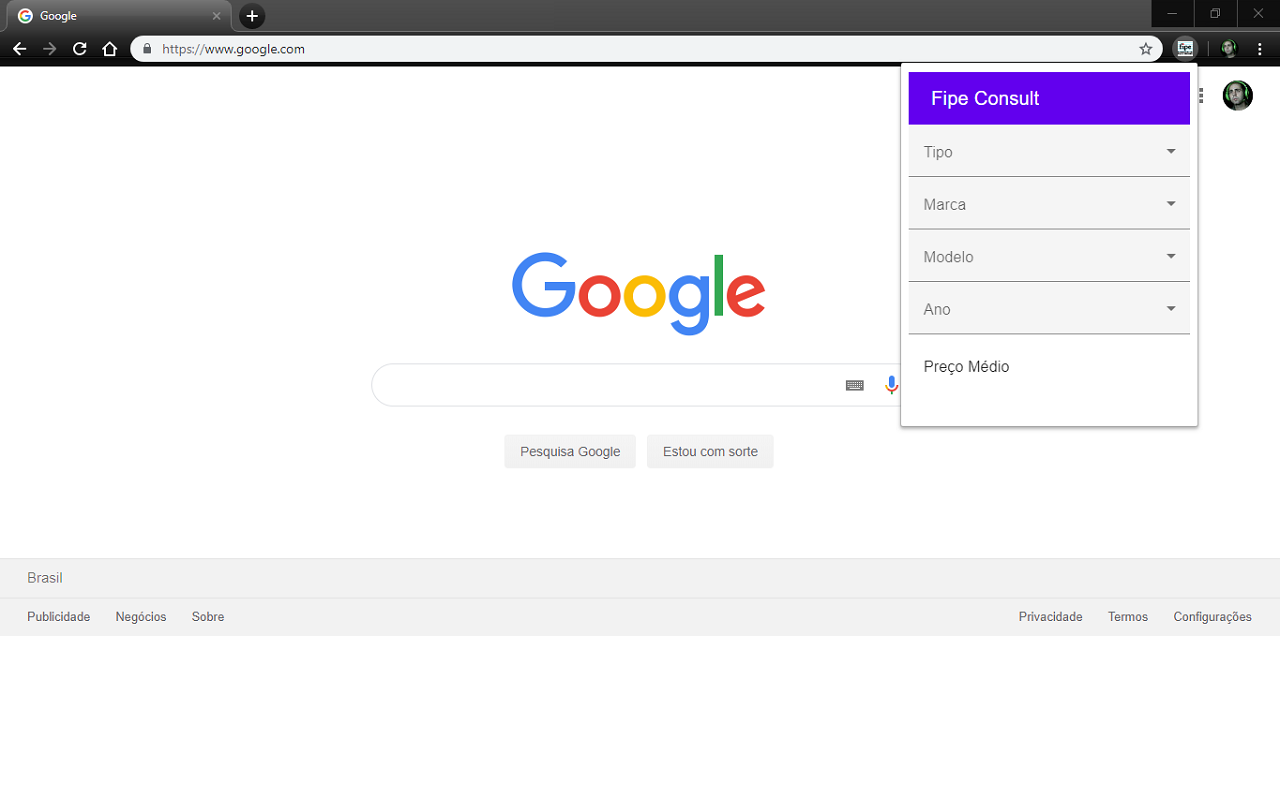 Google
https://www.google.com
fipe
Fipe Consult
Tipo
Marca
Modelo
Ano
Preço Médio
Google
Pesquisa Google
Estou com sorte
Brasil
Publicidade
Negócios
Sobre
Privacidade
Termos
Configurações